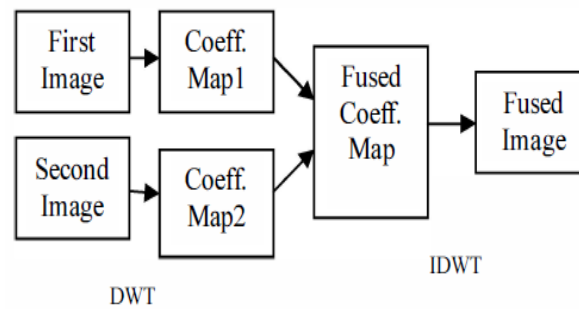 First
Image
Coeff.
Map1
Fused
Coeff.
Map
Fused
Image
Second
Image
Coeff.
Map2
IDWT
DWT